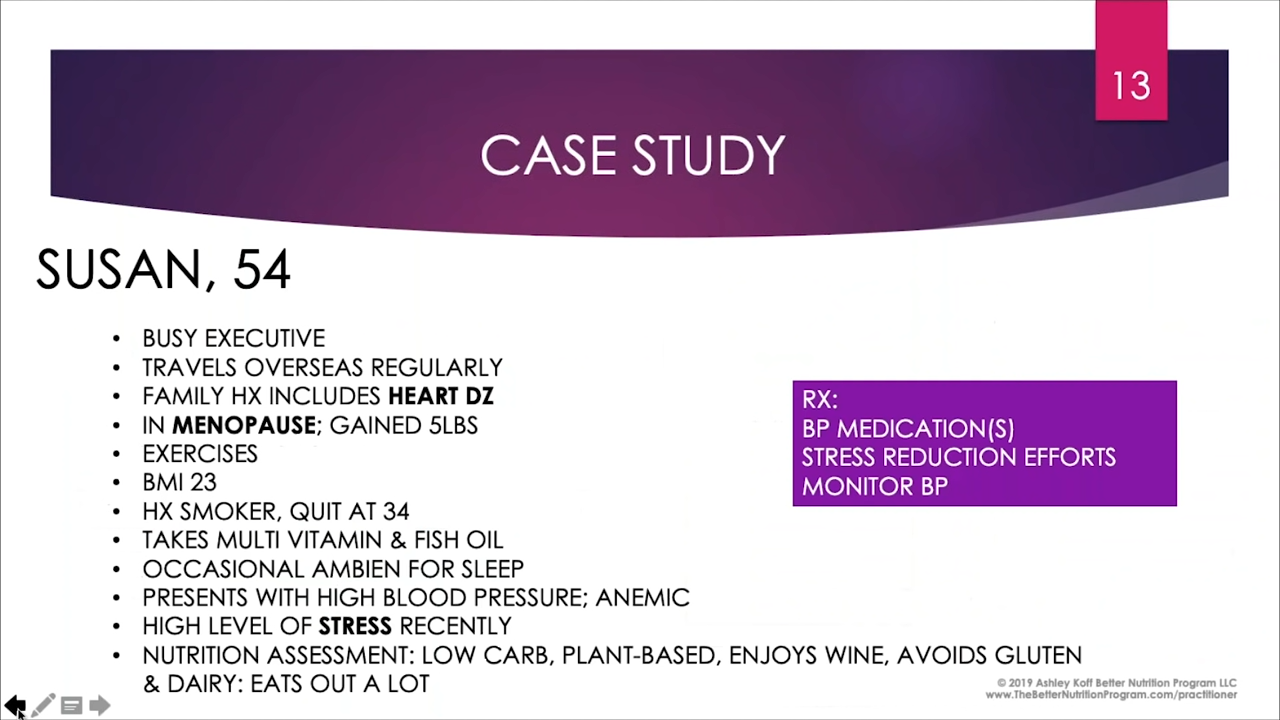 13
CASE STUDY
SUSAN, 54
• BUSY EXECUTIVE
• TRAVELS OVERSEAS REGULARLY
• FAMILY HX INCLUDES HEART DZ
• IN MENOPAUSE; GAINED 5LBS
• EXERCISES
• BMI 23
• HX SMOKER, QUIT AT 34
• TAKES MULTI VITAMIN & FISH OIL
• OCCASIONAL AMBIEN FOR SLEEP
• PRESENTS WITH HIGH BLOOD PRESSURE; ANEMIC
• HIGH LEVEL OF STRESS RECENTLY
• NUTRITION ASSESSMENT: LOW CARB, PLANT-BASED, ENJOYS WINE, AVOIDS GLUTEN
& DAIRY: EATS OUT A LOT
RX:
BP MEDICATION(S)
STRESS REDUCTION EFFORTS
MONITOR BP
© 2019 Ashley Koff Better Nutrition Program LLC
www.TheBetterNutritionProgram.com/practitioner